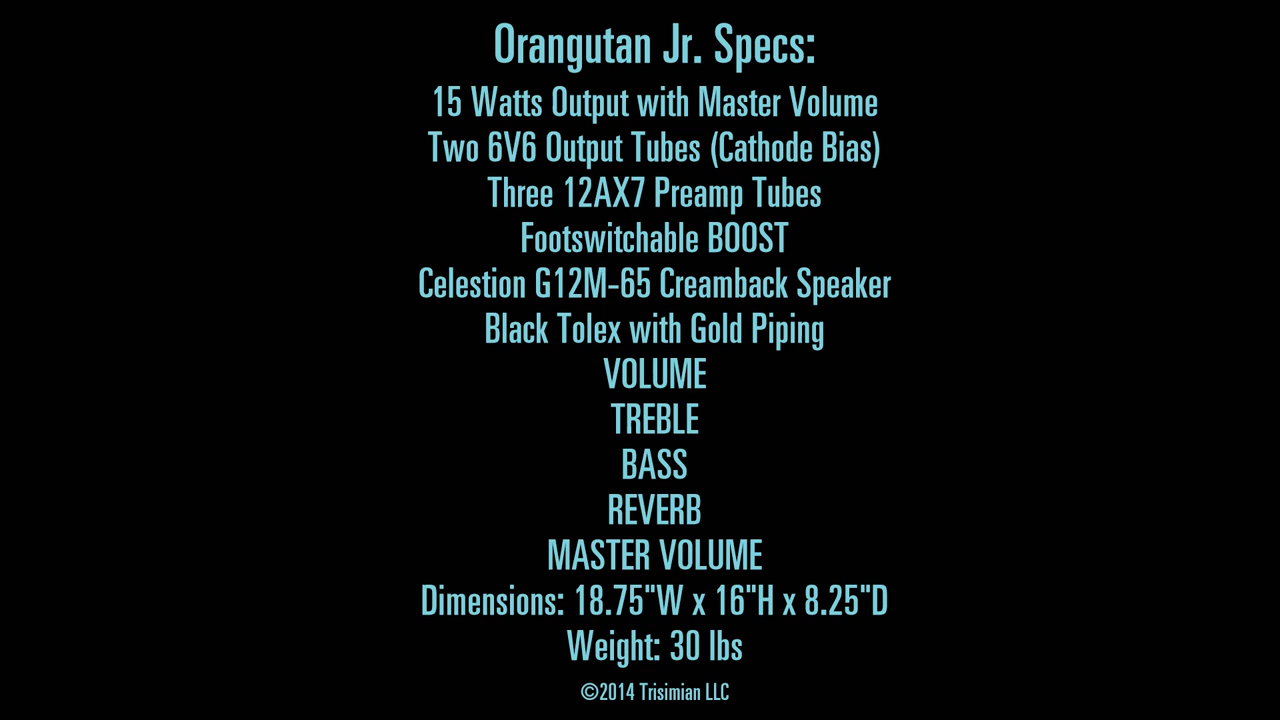 Orangutan Jr. Specs:
15 Watts Output with Master Volume
Two 6V6 Output Tubes (Cathode Bias)
Three 12AX7 Preamp Tubes
Footswitchable BOOST
Celestion G12M-65 Creamback Speaker
Black Tolex with Gold Piping
VOLUME
TREBLE
BASS
REVERB
MASTER VOLUME
Dimensions: 18.75"W x 16"H x 8.25"D
Weight: 30 lbs
©2014 Trisimian LLC